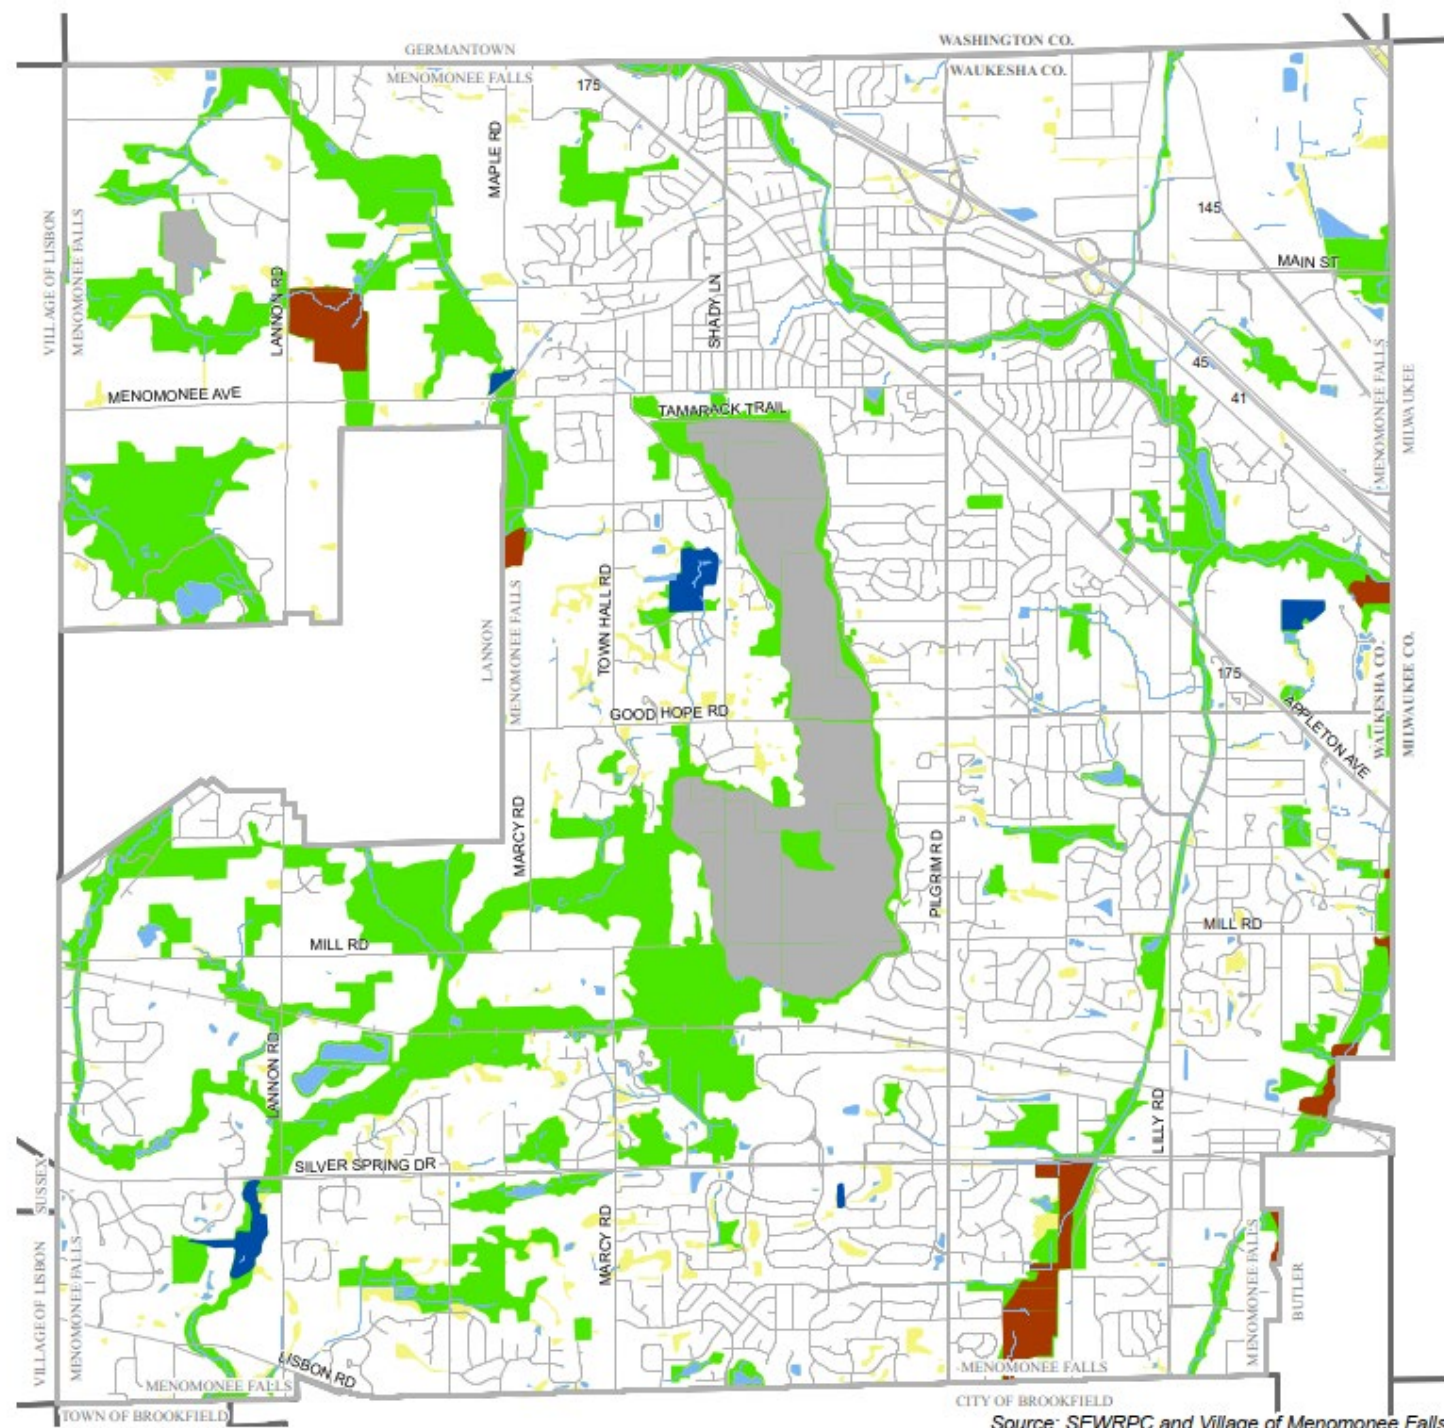 GERMANTOWN
WASHINGTON CO.
MENOMONEE FALLS
WAUKESHA CO.
175
MAPLE RD
145
VILLAGE OF LISBON
MENOMONEE FALLS
LANNON RD
SHADY LN
MAIN ST
MENOMONEE AVE
45
41
MENOMONEE FALLS
MILWAUKEE
TAMARACK TRAIL
LANNON
MENOMONEE FALLS
TOWN HALL RD
GOOD HOPE RD
175
APPLETON AVE
WAUKESHA CO.
MILWAUKEE CO.
MARCY RD
PILGRIM RD
MILL RD
MILL RD
LANNON RD
LILLY RD
SILVER SPRING DR
SUSSEX
VILLAGE OF LISBON
MENOMONEE FALLS
MARCY RD
MENOMONEE FALLS
BUTLER
LISBON RD
MENOMONEE FALLS
MENOMONEE FALLS
TOWN OF BROOKFIELD
CITY OF BROOKFIELD
Source: SEWRPC and Village of Menomonee Falls